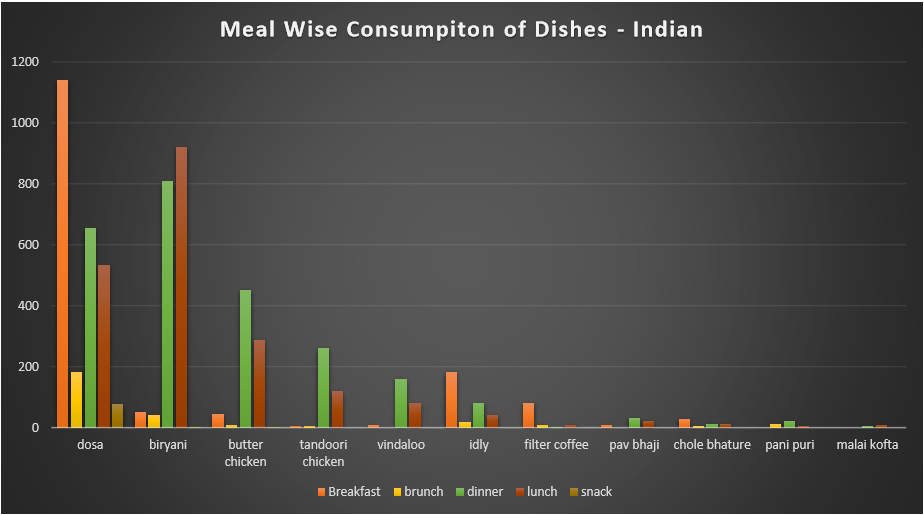 Meal Wise Consumpiton of Dishes - Indian
1200
1000
800
600
400
200
0
dosa biryani butter chicken tandoori chicken vindaloo idly filter coffee pav bhaji chole bhature pani puri malai kofta
Breakfast brunch dinner lunch snack